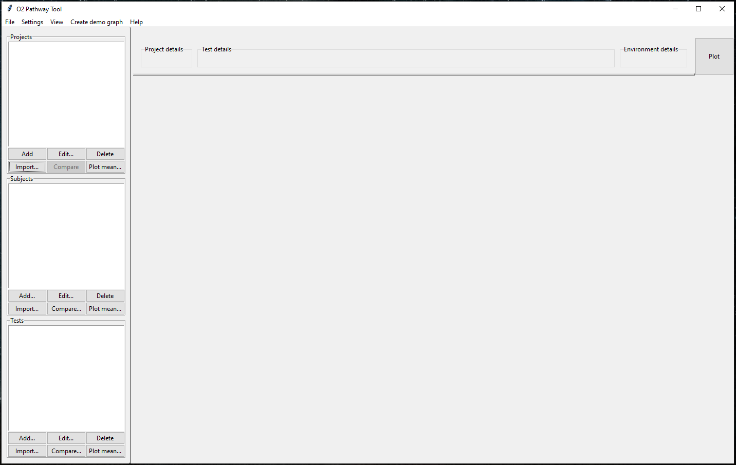 O2 Pathway Tool
File Settings View Create demo graph Help
Projects
Project details Test details Environment details Plot
Add Edit... Delete
Import... Compare Plot mean...
Subjects
Add... Edit... Delete
Import... Compare... Plot mean...
Tests
Add... Edit... Delete
Import... Compare... Plot mean...